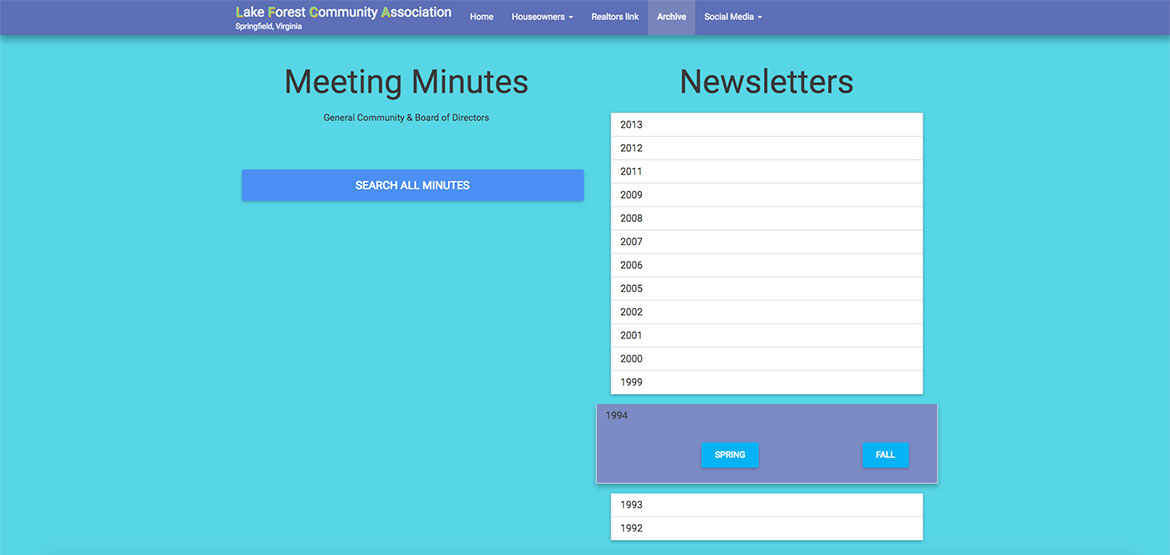 Lake Forest Community Association
Springfield, Virginia
Home
Houseowners
Realtors link
Archive
Social Media
Meeting Minutes
General Community & Board of Directors
SEARCH ALL MINUTES
Newsletters
2013
2012
2011
2009
2008
2007
2006
2005
2002
2001
2000
1999
1994
SPRING
FALL
1993
1992